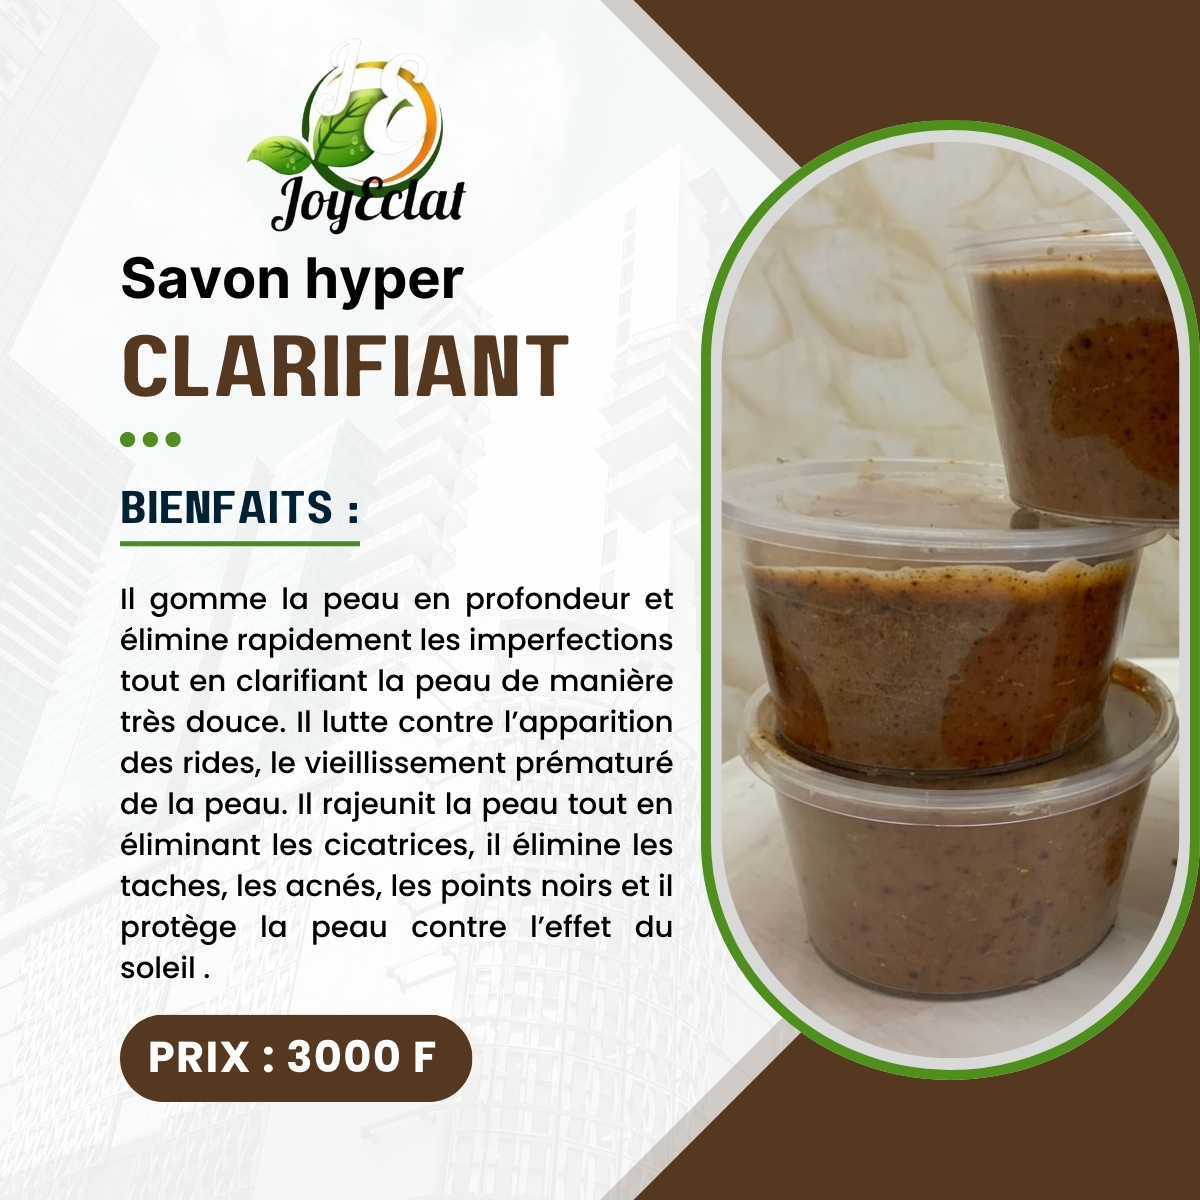 J E
JoyEclat
Savon hyper
CLARIFIANT
BIENFAITS :
Il gomme la peau en profondeur et
élimine rapidement les imperfections
tout en clarifiant la peau de manière
très douce. Il lutte contre l’apparition
des rides, le vieillissement prématuré
de la peau. Il rajeunit la peau tout en
éliminant les cicatrices, il élimine les
taches, les acnés, les points noirs et il
protège la peau contre l’effet du
soleil .
PRIX : 3000 F